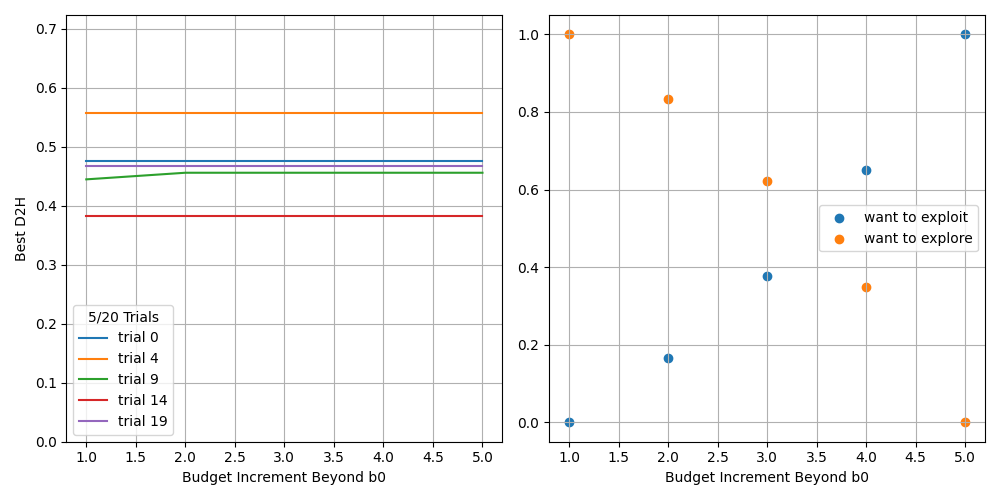 0.7
0.6
0.5
0.4
0.3
0.2
0.1
0.0
Best D2H
5/20 Trials
trial 0
trial 4
trial 9
trial 14
trial 19
1.0 1.5 2.0 2.5 3.0 3.5 4.0 4.5 5.0
Budget Increment Beyond b0
1.0
0.8
0.6
0.4
0.2
0.0
want to exploit
want to explore
1.0 1.5 2.0 2.5 3.0 3.5 4.0 4.5 5.0
Budget Increment Beyond b0